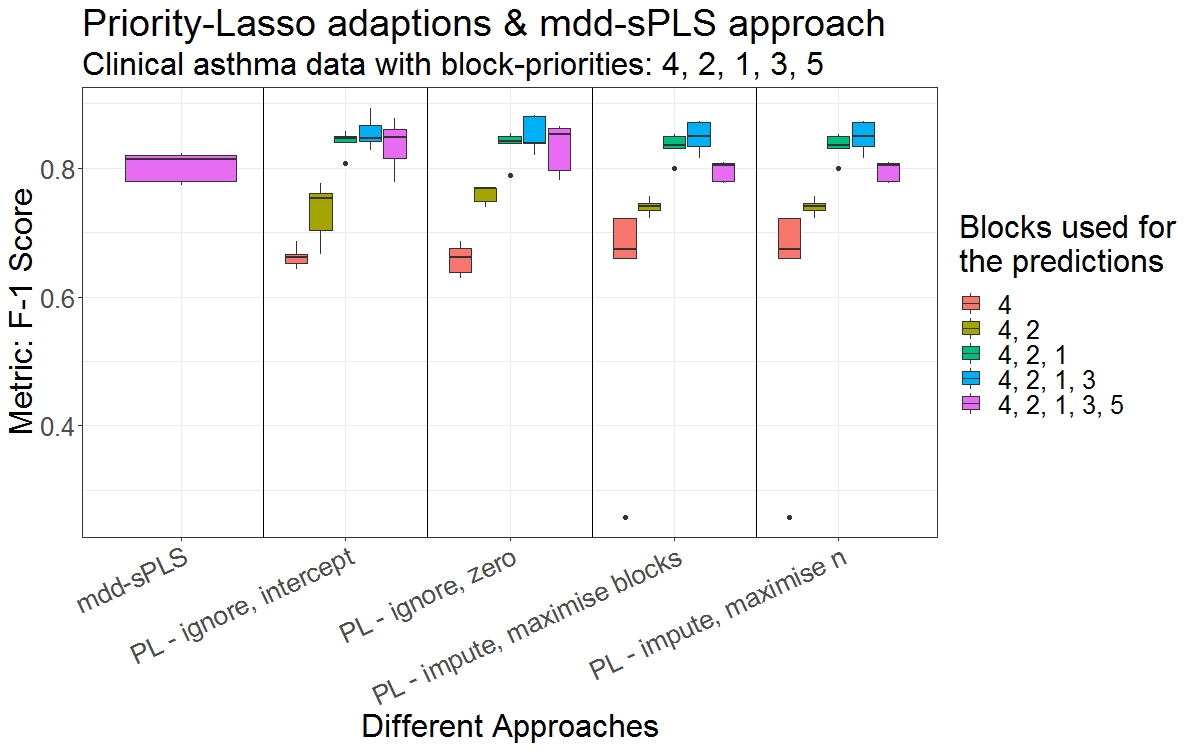 Priority-Lasso adaptions & mdd-sPLS approach
Clinical asthma data with block-priorities: 4, 2, 1, 3, 5
Metric: F-1 Score
0.8
0.6
0.4
mdd-sPLS
PL - ignore, intercept
PL - ignore, zero
PL - impute, maximise blocks
PL - impute, maximise n
Different Approaches
Blocks used for
the predictions
4
4, 2
4, 2, 1
4, 2, 1, 3
4, 2, 1, 3, 5